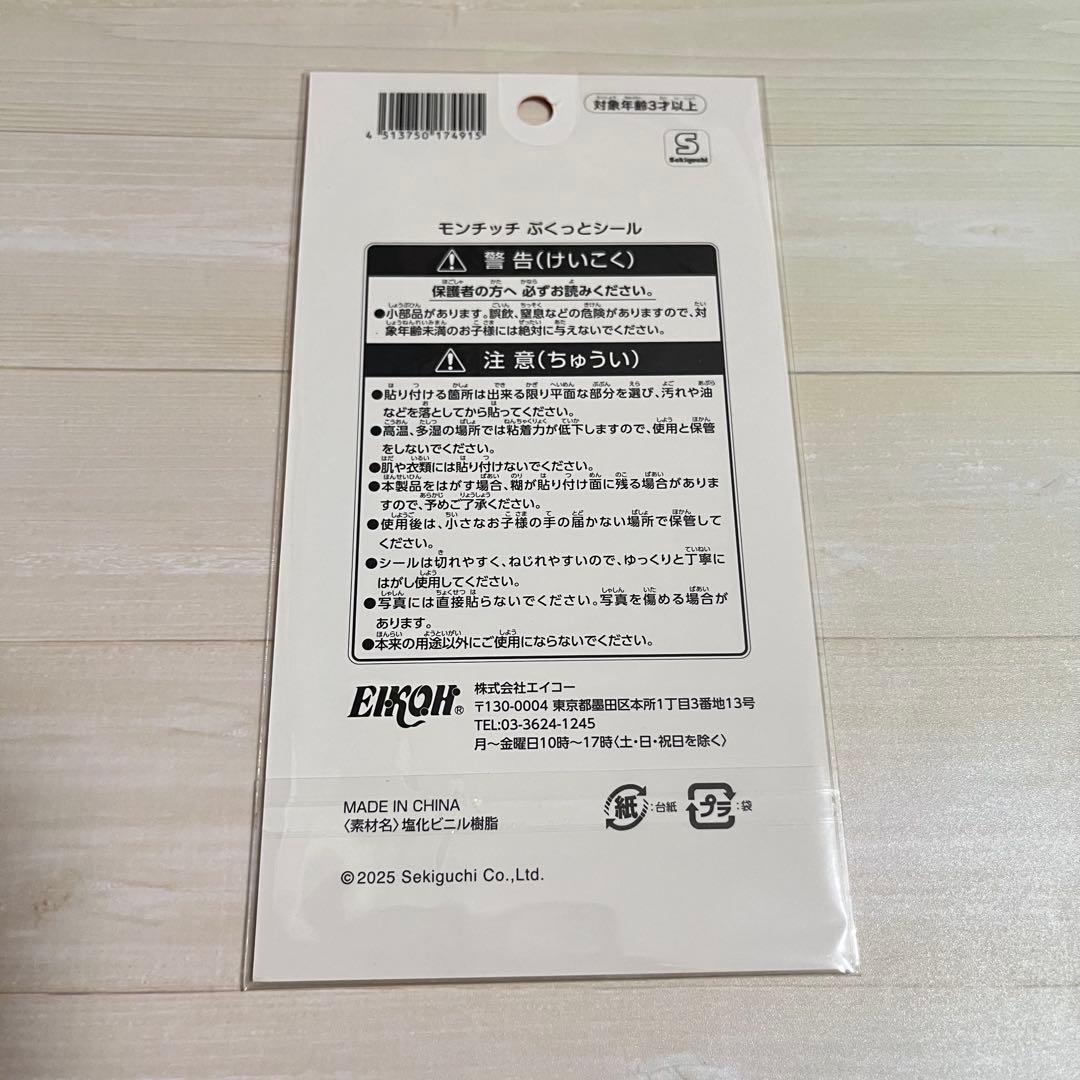 4 513750 174915
対象年齢3才以上
S
Sekiguchi
モンチッチ ぷくっとシール
警告(けいこく)
保護者の方へ 必ずお読みください。
●小部品があります。誤飲、窒息などの危険がありますので、対
象年齢未満のお子様には絶対に与えないでください。
注意(ちゅうい)
●貼り付ける箇所は出来る限り平面な部分を選び、汚れや油
などを落としてから貼ってください。
●高温、多湿の場所では粘着力が低下しますので、使用と保管
をしないでください。
●肌や衣類には貼り付けないでください。
●本製品をはがす場合、糊が貼り付け面に残る場合がありま
すので、予めご了承ください。
●使用後は、小さなお子様の手の届かない場所で保管して
ください。
●シールは切れやすく、ねじれやすいので、ゆっくりと丁寧に
はがし使用してください。
●写真には直接貼らないでください。写真を傷める場合が
あります。
●本来の用途以外にご使用にならないでください。
EIKOH®
株式会社エイコー
〒130-0004 東京都墨田区本所1丁目3番地13号
TEL:03-3624-1245
月〜金曜日10時〜17時〈土・日・祝日を除く〉
MADE IN CHINA
〈素材名〉塩化ビニル樹脂
紙:台紙 プラ:袋
©2025 Sekiguchi Co.,Ltd.